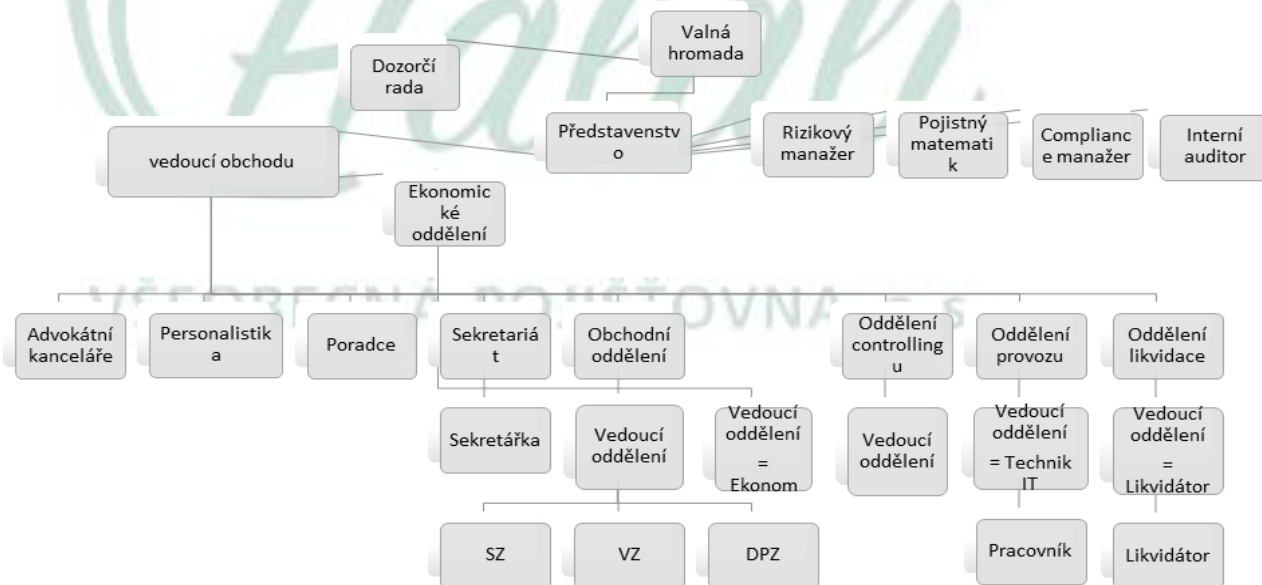 Valná
hromada
Dozorčí
rada
Představenstv
o
Rizikový
manažer
Pojistný
matemati
k
Complianc
e manažer
Interní
auditor
vedoucí obchodu
Ekonomic
ké
oddělení
VŠEOBECNÁ POJIŠŤOVNA a.s.
Advokátní
kanceláře
Personalistik
a
Poradce
Sekretariá
t
Obchodní
oddělení
Oddělení
controlling
u
Oddělení
provozu
Oddělení
likvidace
Sekretářka
Vedoucí
oddělení
Vedoucí
oddělení
=
Ekonom
Vedoucí
oddělení
Vedoucí
oddělení
= Technik
IT
Vedoucí
oddělení
=
Likvidátor
SZ
VZ
DPZ
Pracovník
Likvidátor